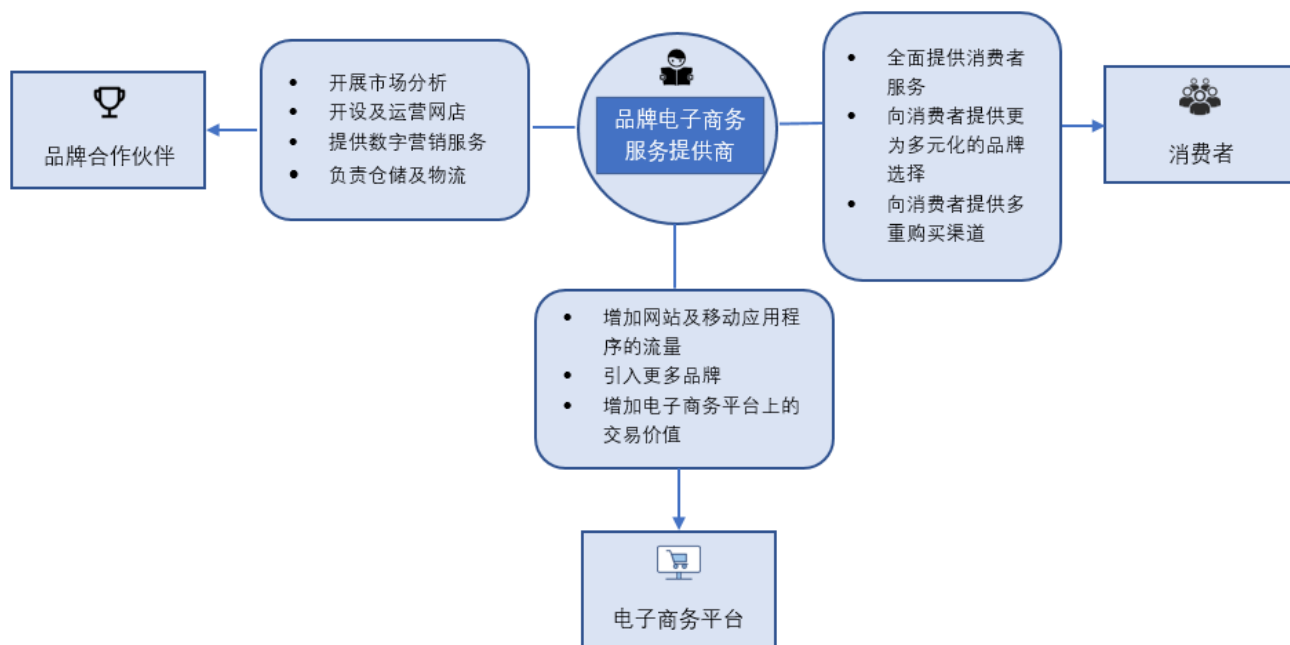 品牌合作伙伴
开展市场分析
开设及运营网店
提供数字营销服务
负责仓储及物流
品牌电子商务
服务提供商
全面提供消费者
服务
向消费者提供更
为多元化的品牌
选择
向消费者提供多
重购买渠道
消费者
增加网站及移动应用程
序的流量
引入更多品牌
增加电子商务平台上的
交易价值
电子商务平台